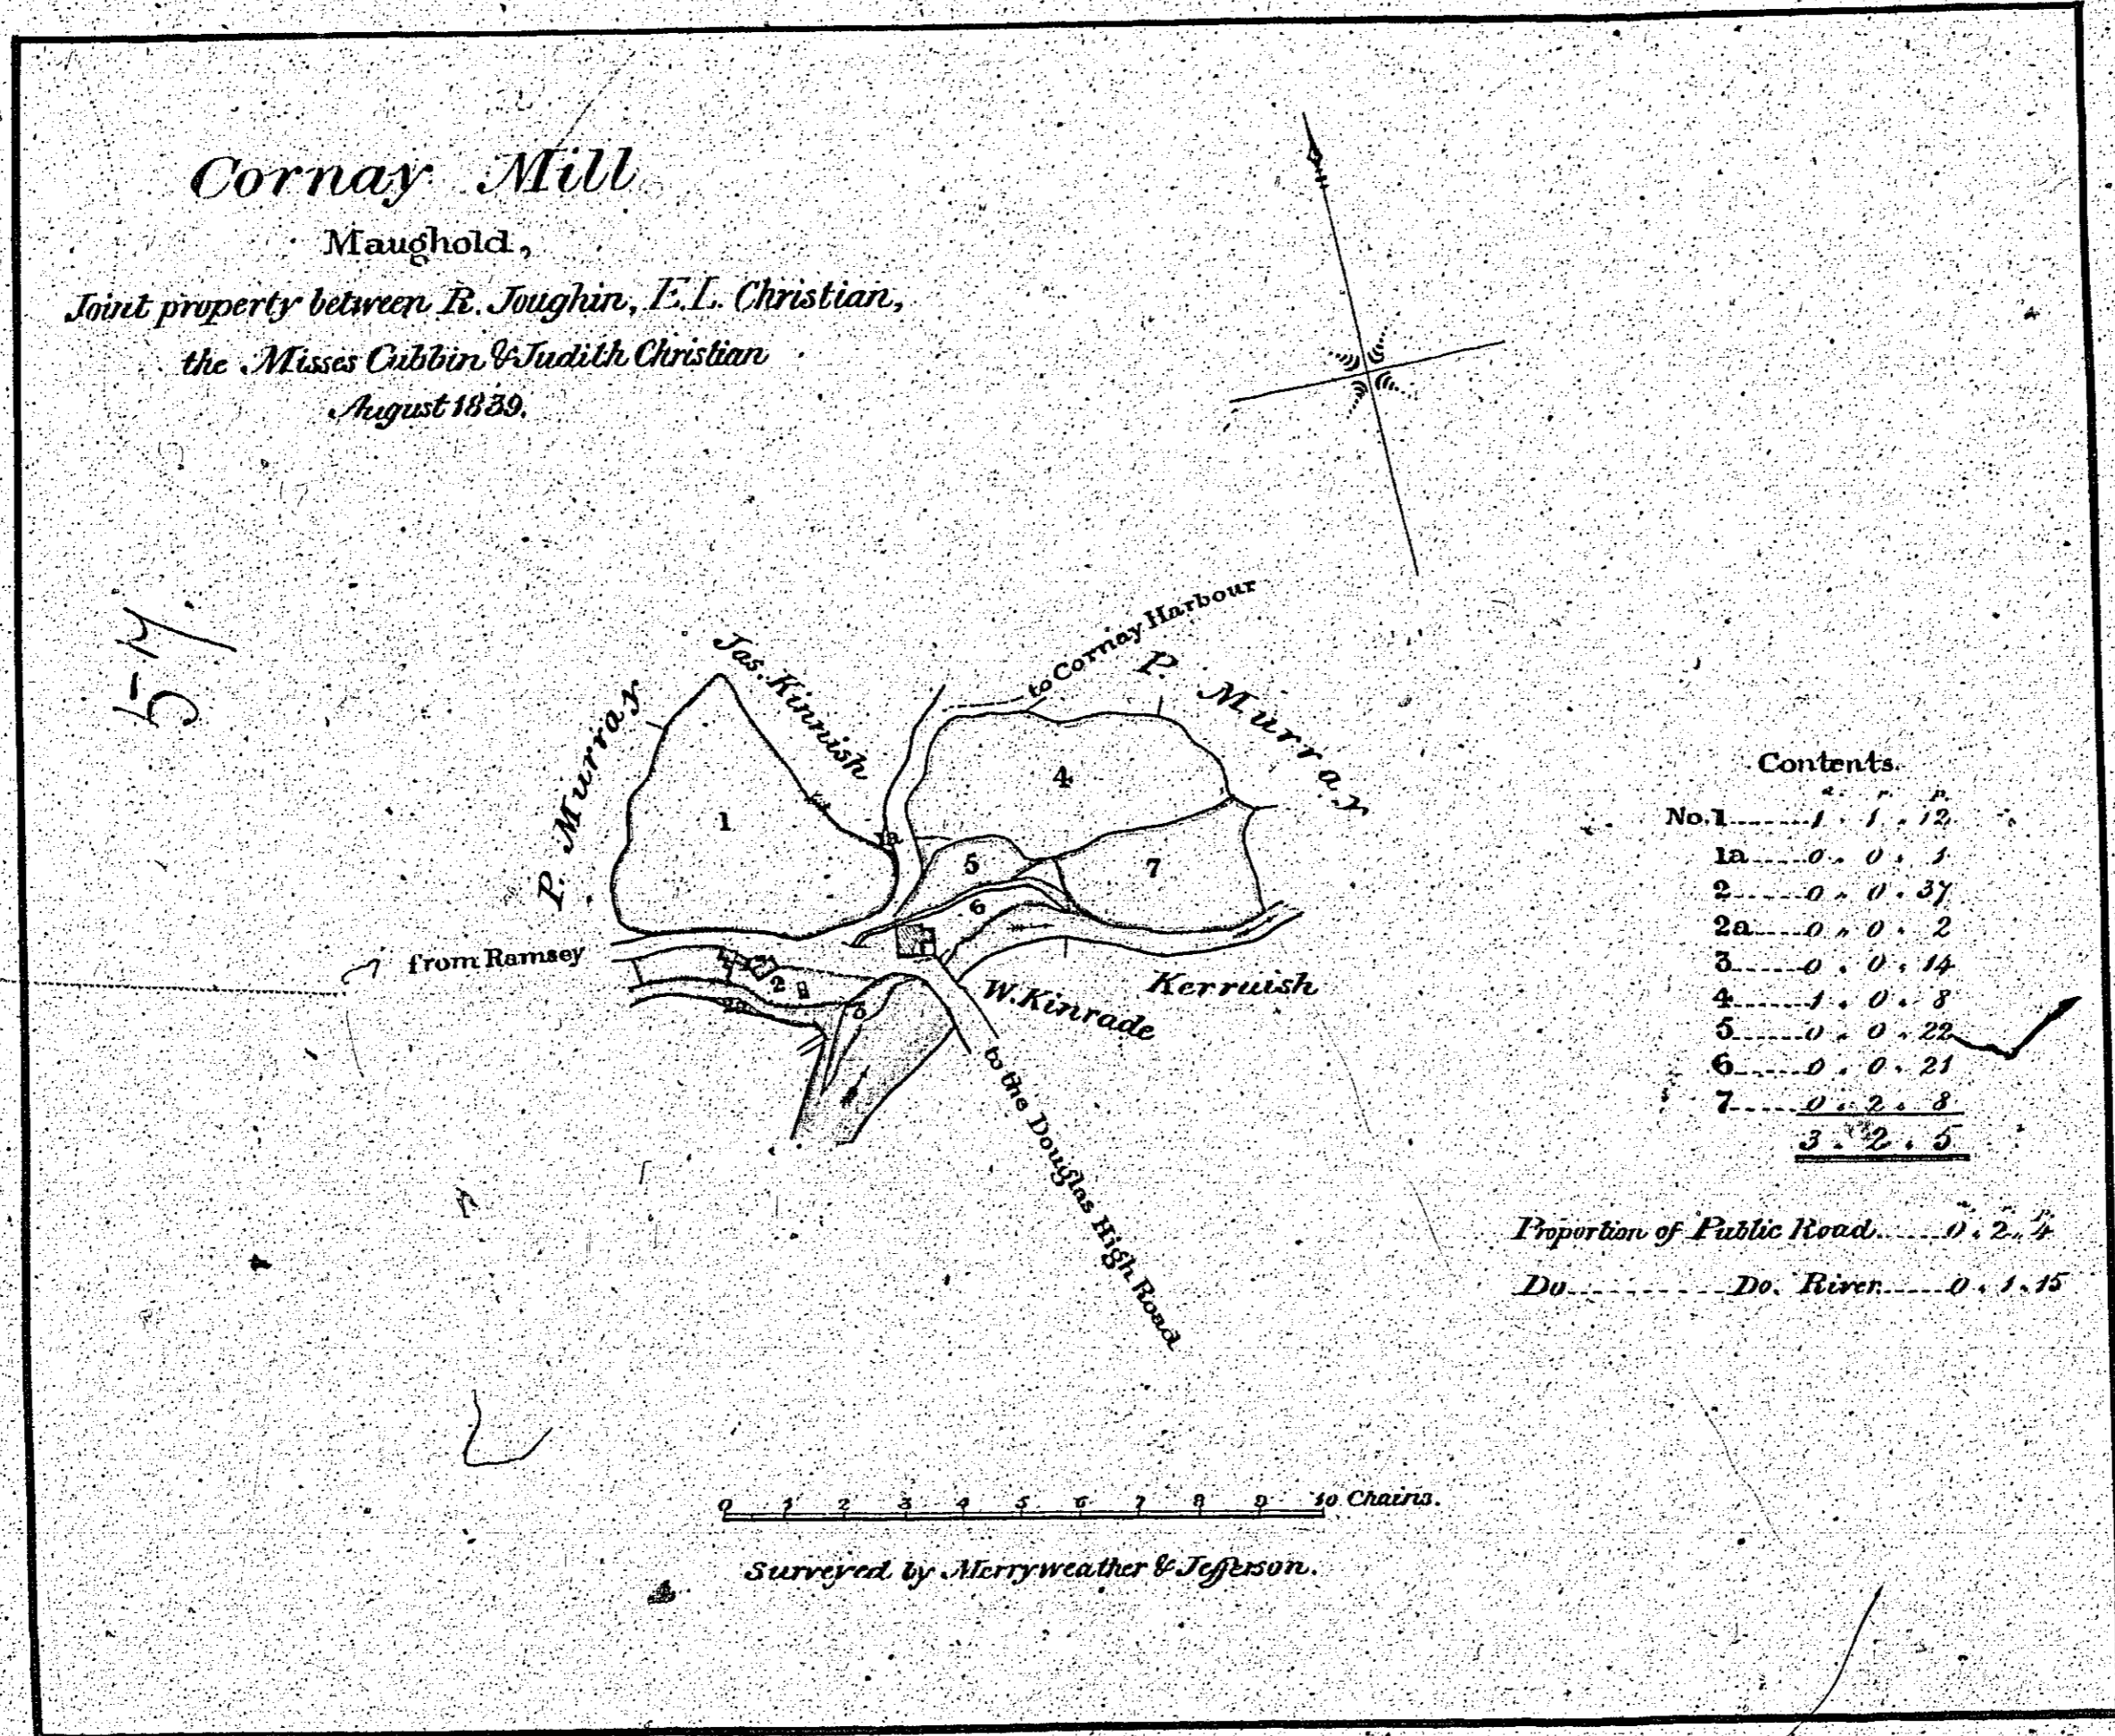 Cornay Mill
Maughold,
Joint property between R. Joughin, E.L. Christian,
the Misses Cubbin & Judith Christian
August 1839.
57
Jas. Kinnish
to Cornay Harbour
P. Murray
P. Murray
1
1a
4
5
7
6
from Ramsey
2
2a
3
W. Kinrade
Kerruish
to the Douglas High Road
Contents.
a. r. p.
No. 1........1 . 1 . 12
1a.....0 . 0 . 1
2......0 . 0 . 37
2a....0 . 0 . 2
3......0 . 0 . 14
4......1 . 0 . 8
5......0 . 0 . 22
6......0 . 0 . 21
7.....0 . 2 . 8
3 . 2 . 5
a. r. p.
Proportion of Public Road......0 . 2 . 4
Do............Do. River......0 . 1 . 15
0 1 2 3 4 5 6 7 8 9 10 Chains.
Surveyed by Merryweather & Jefferson.